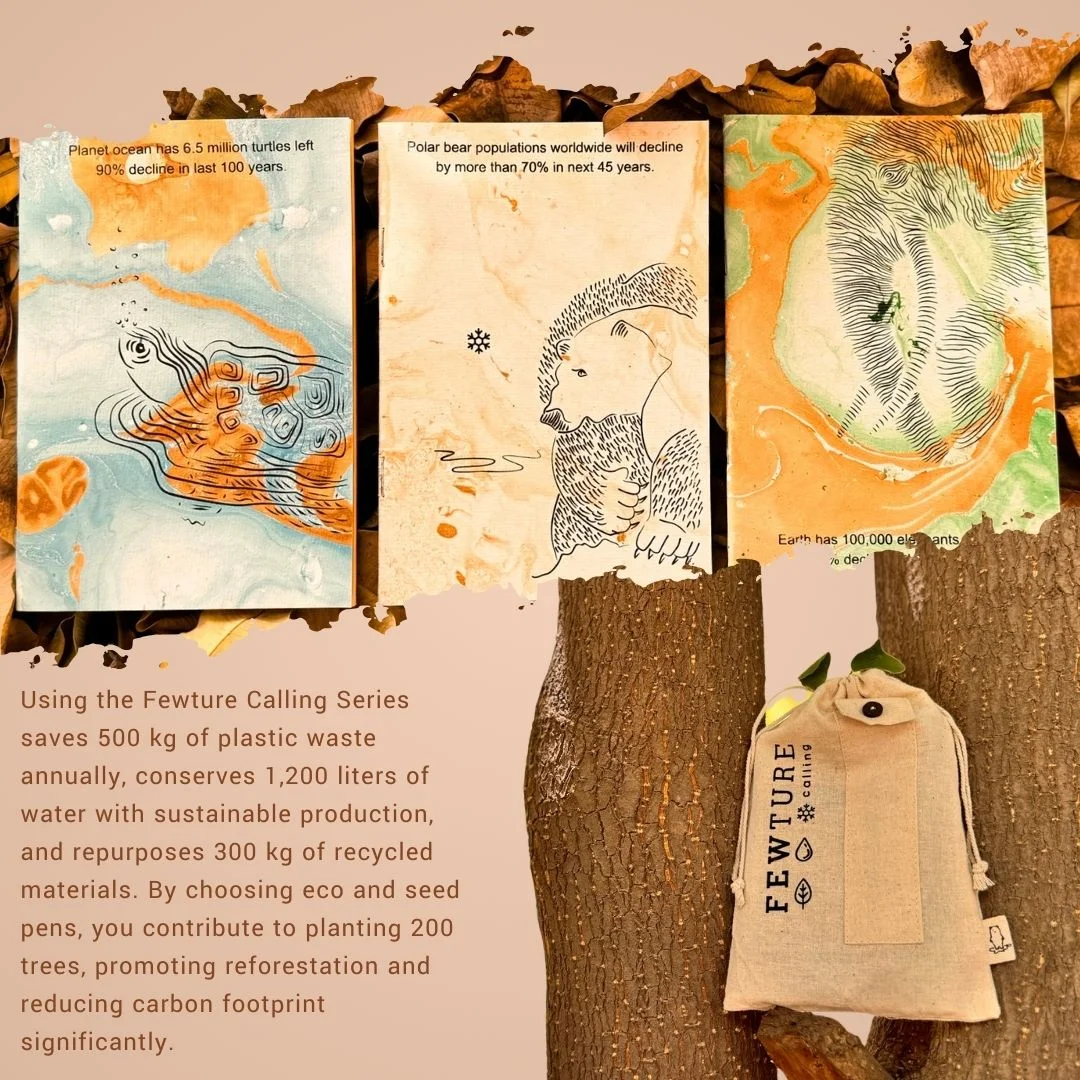 Planet ocean has 6.5 million turtles left
90% decline in last 100 years.
Polar bear populations worldwide will decline
by more than 70% in next 45 years.
Earth has 100,000
Using the Fewture Calling Series
saves 500 kg of plastic waste
annually, conserves 1,200 liters of
water with sustainable production,
and repurposes 300 kg of recycled
materials. By choosing eco and seed
pens, you contribute to planting 200
trees, promoting reforestation and
reducing carbon footprint
significantly.
FEWTURE
calling